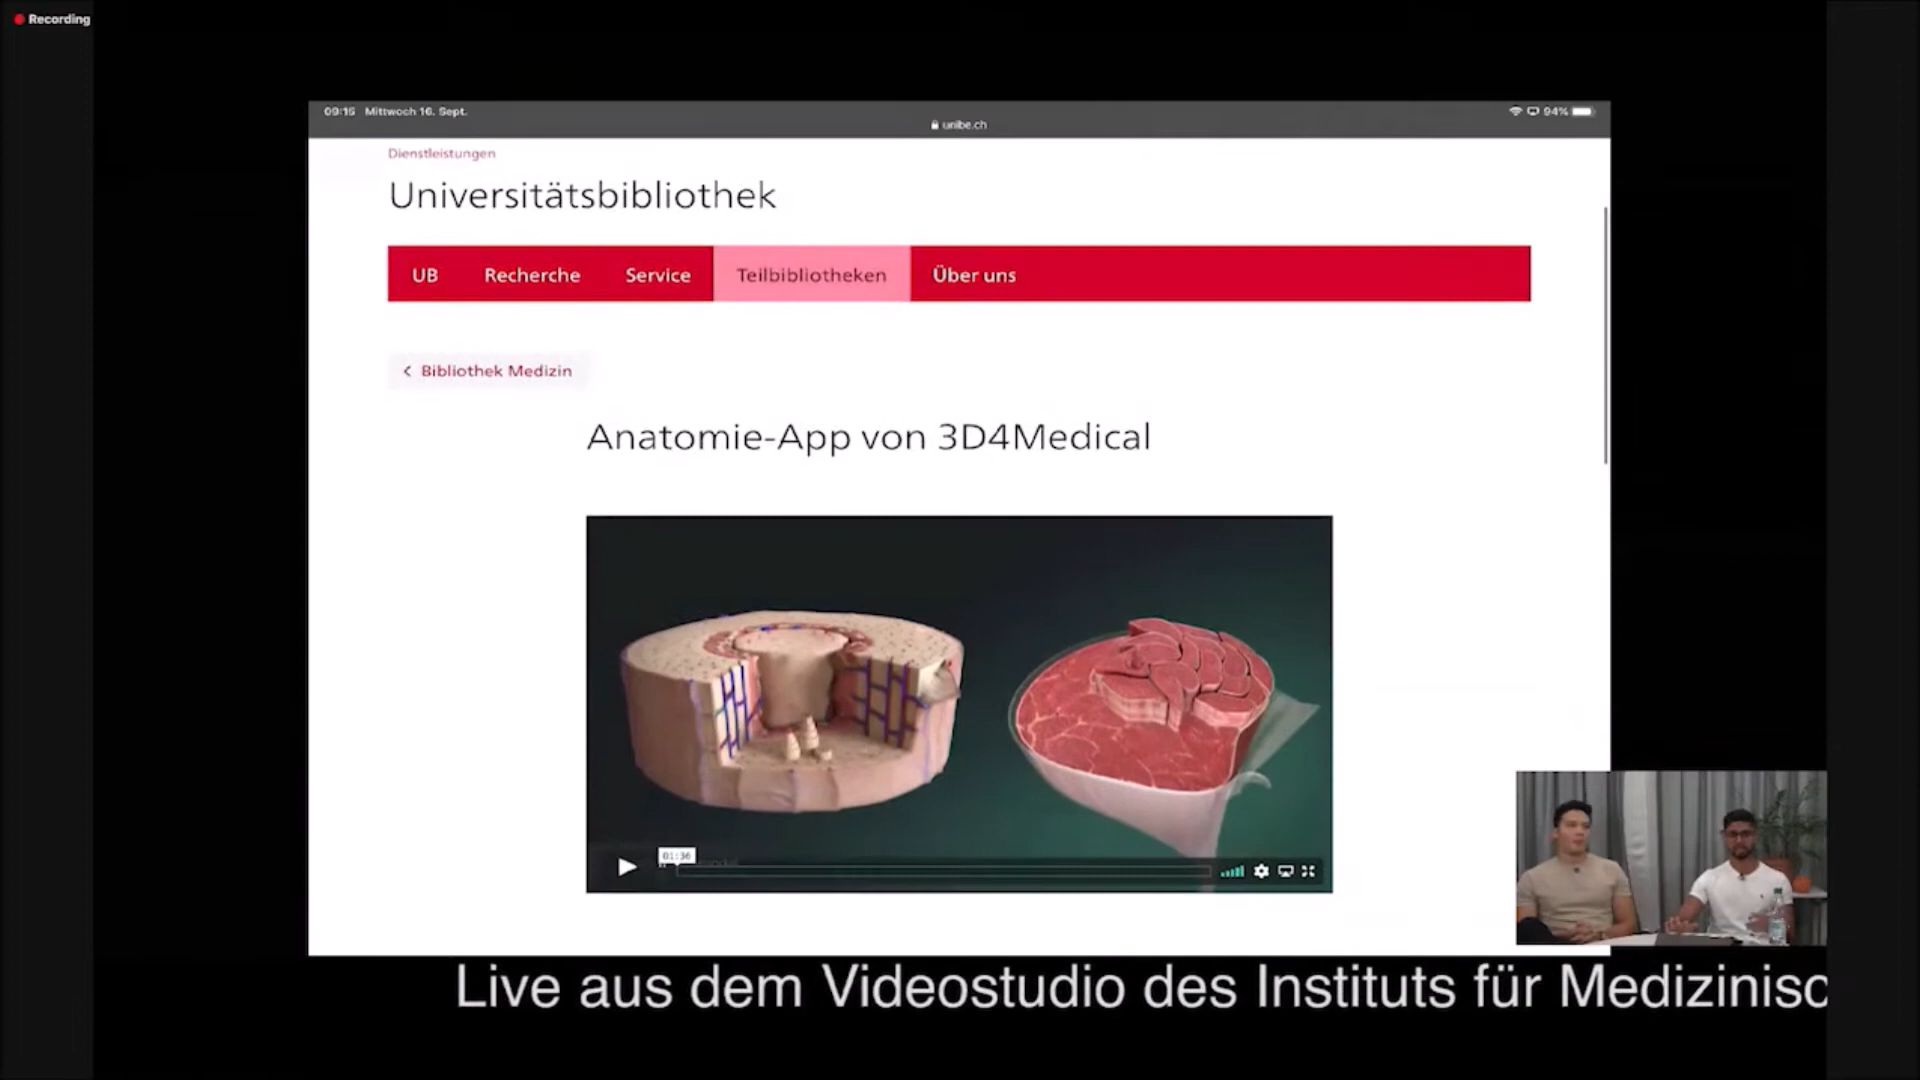 Recording
09:15 Mittwoch 16. Sept.
94%
unibe.ch
Dienstleistungen
Universitätsbibliothek
UB Recherche Service Teilbibliotheken Über uns
< Bibliothek Medizin
Anatomie-App von 3D4Medical
01:36
Live aus dem Videostudio des Instituts für Medizinisc